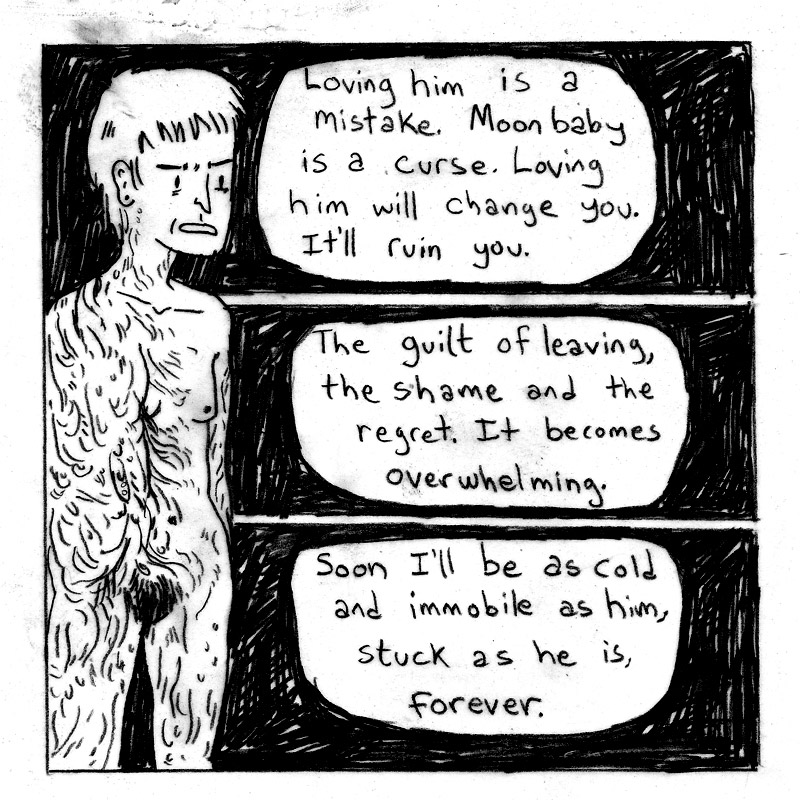 Loving him is a
mistake. Moon baby
is a curse. Loving
him will change you.
It'll ruin you.
The guilt of leaving,
the shame and the
regret. It becomes
overwhelming.
Soon I'll be as cold
and immobile as him,
stuck as he is,
forever.